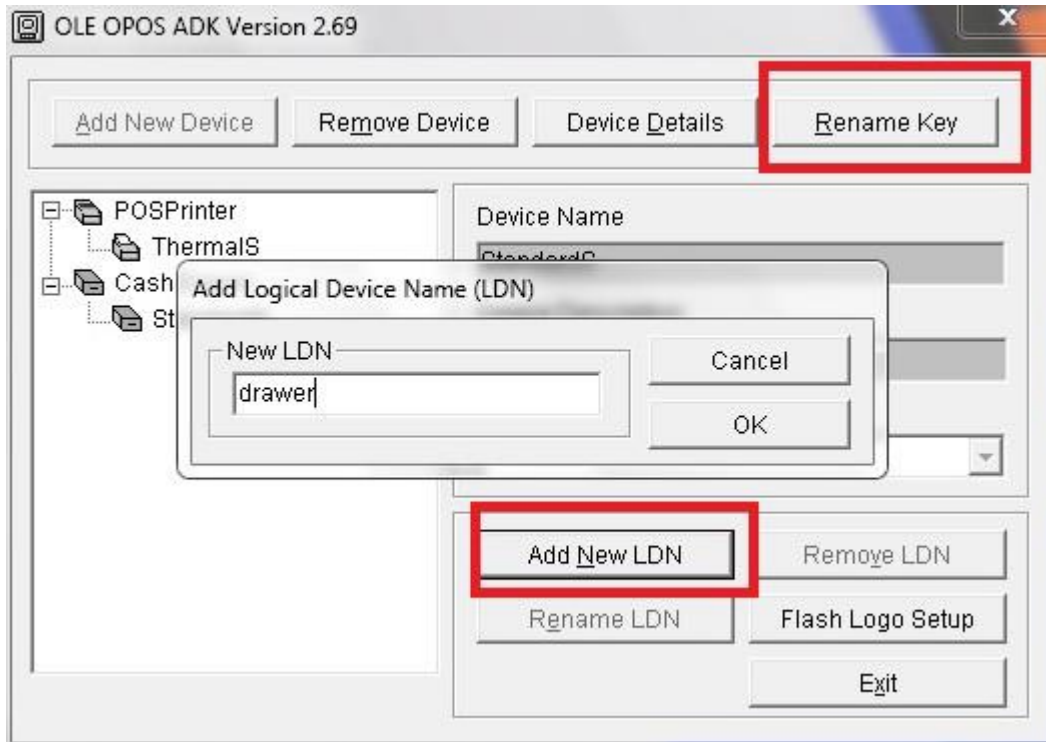 OLE OPOS ADK Version 2.69
x
Add New Device
Remove Device
Device Details
Rename Key
POSPrinter
ThermalS
Cash
St
Device Name
StandardS
Add Logical Device Name (LDN)
New LDN
drawer
Cancel
OK
Add New LDN
Remove LDN
Rename LDN
Flash Logo Setup
Exit